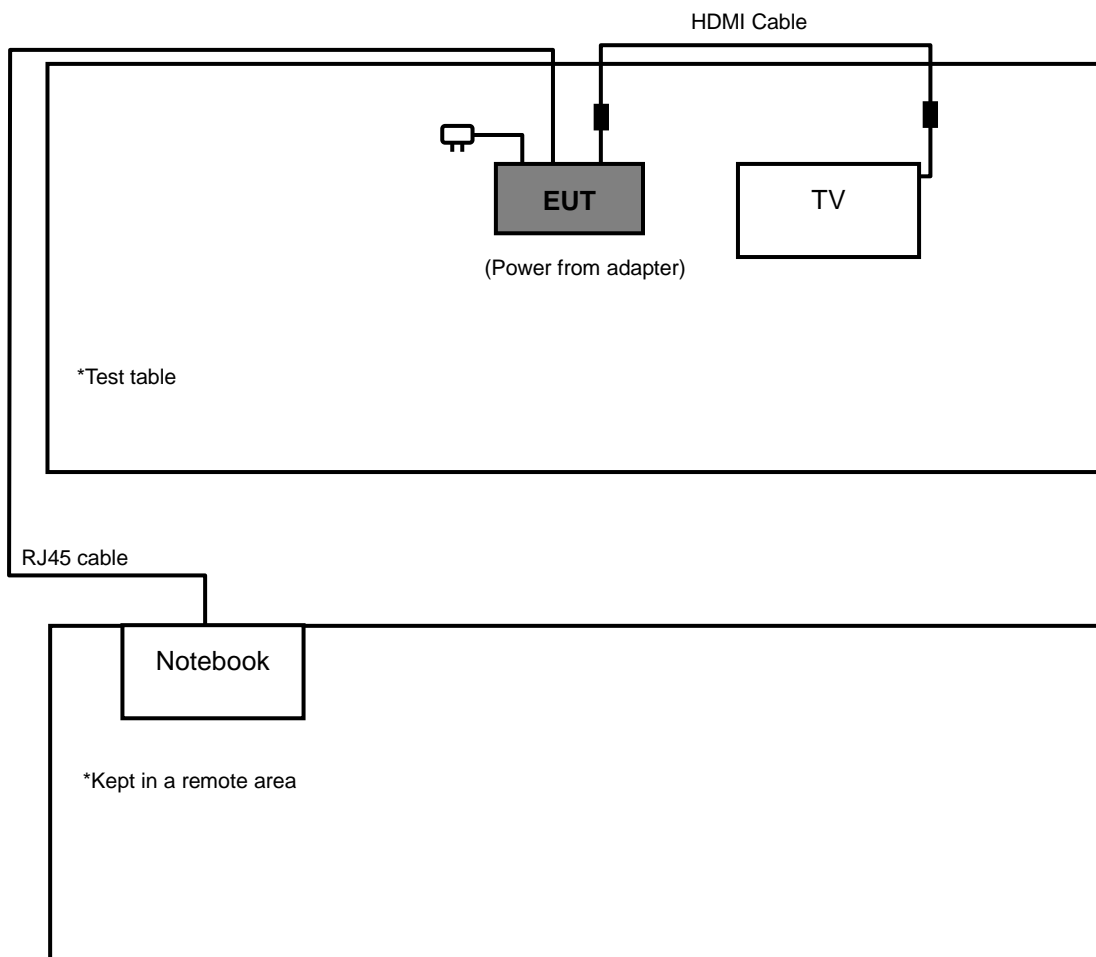 HDMI Cable
EUT
TV
(Power from adapter)
*Test table
RJ45 cable
Notebook
*Kept in a remote area